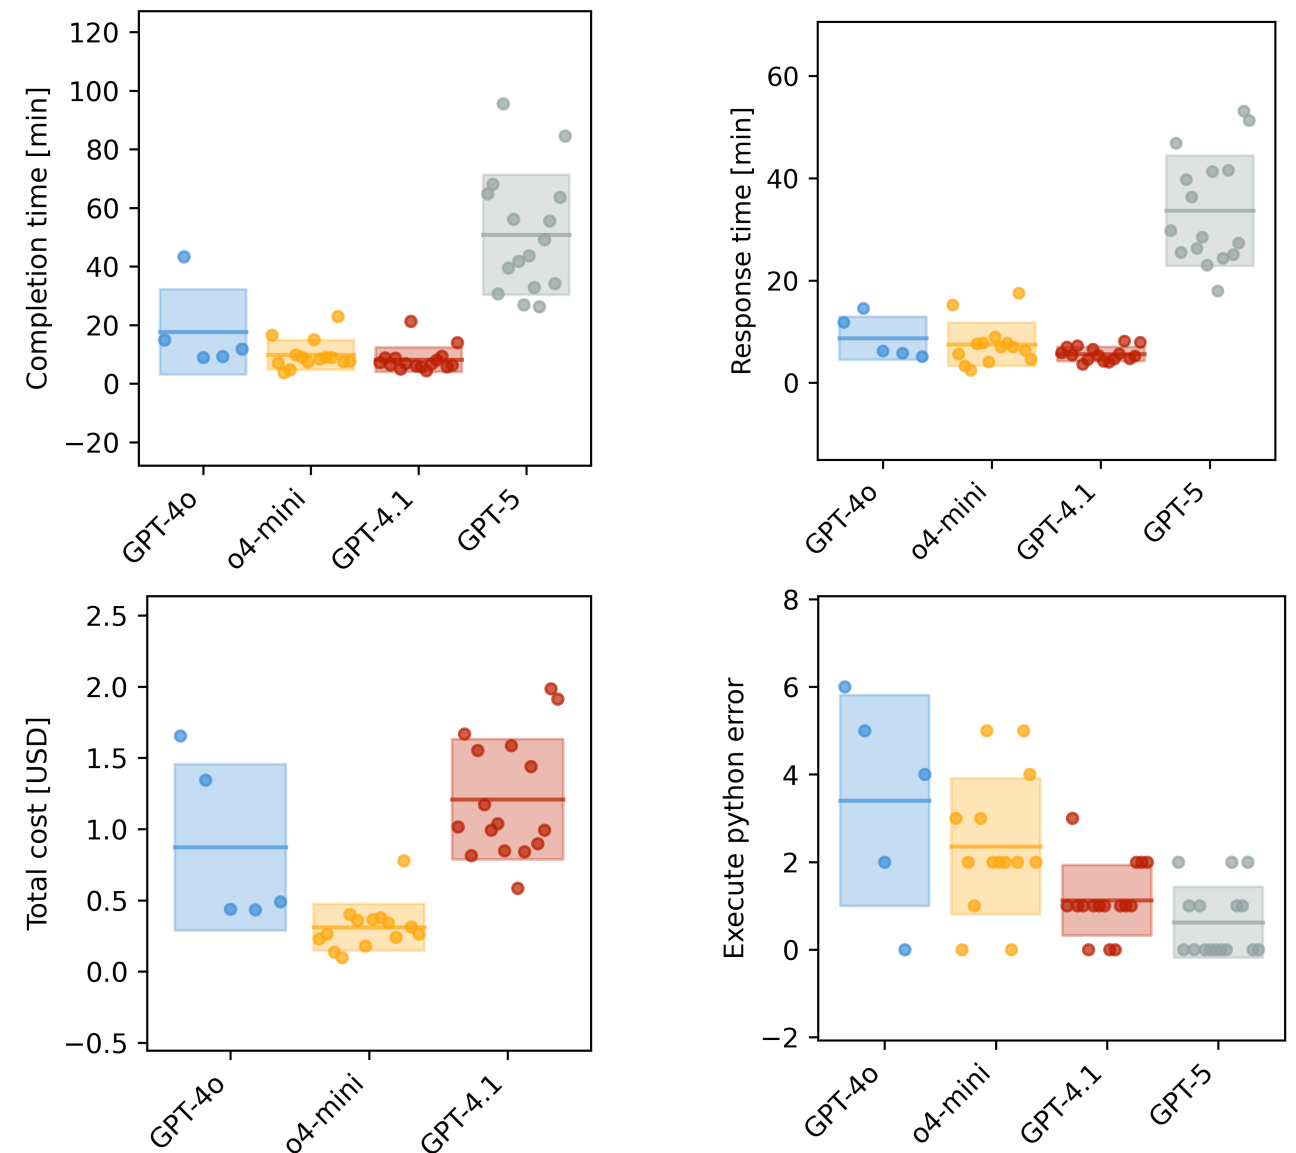 Completion time [min]
120
100
80
60
40
20
0
−20
GPT-4o
o4-mini
GPT-4.1
GPT-5
Response time [min]
60
40
20
0
GPT-4o
o4-mini
GPT-4.1
GPT-5
Total cost [USD]
2.5
2.0
1.5
1.0
0.5
0.0
−0.5
GPT-4o
o4-mini
GPT-4.1
Execute python error
8
6
4
2
0
−2
GPT-4o
o4-mini
GPT-4.1
GPT-5